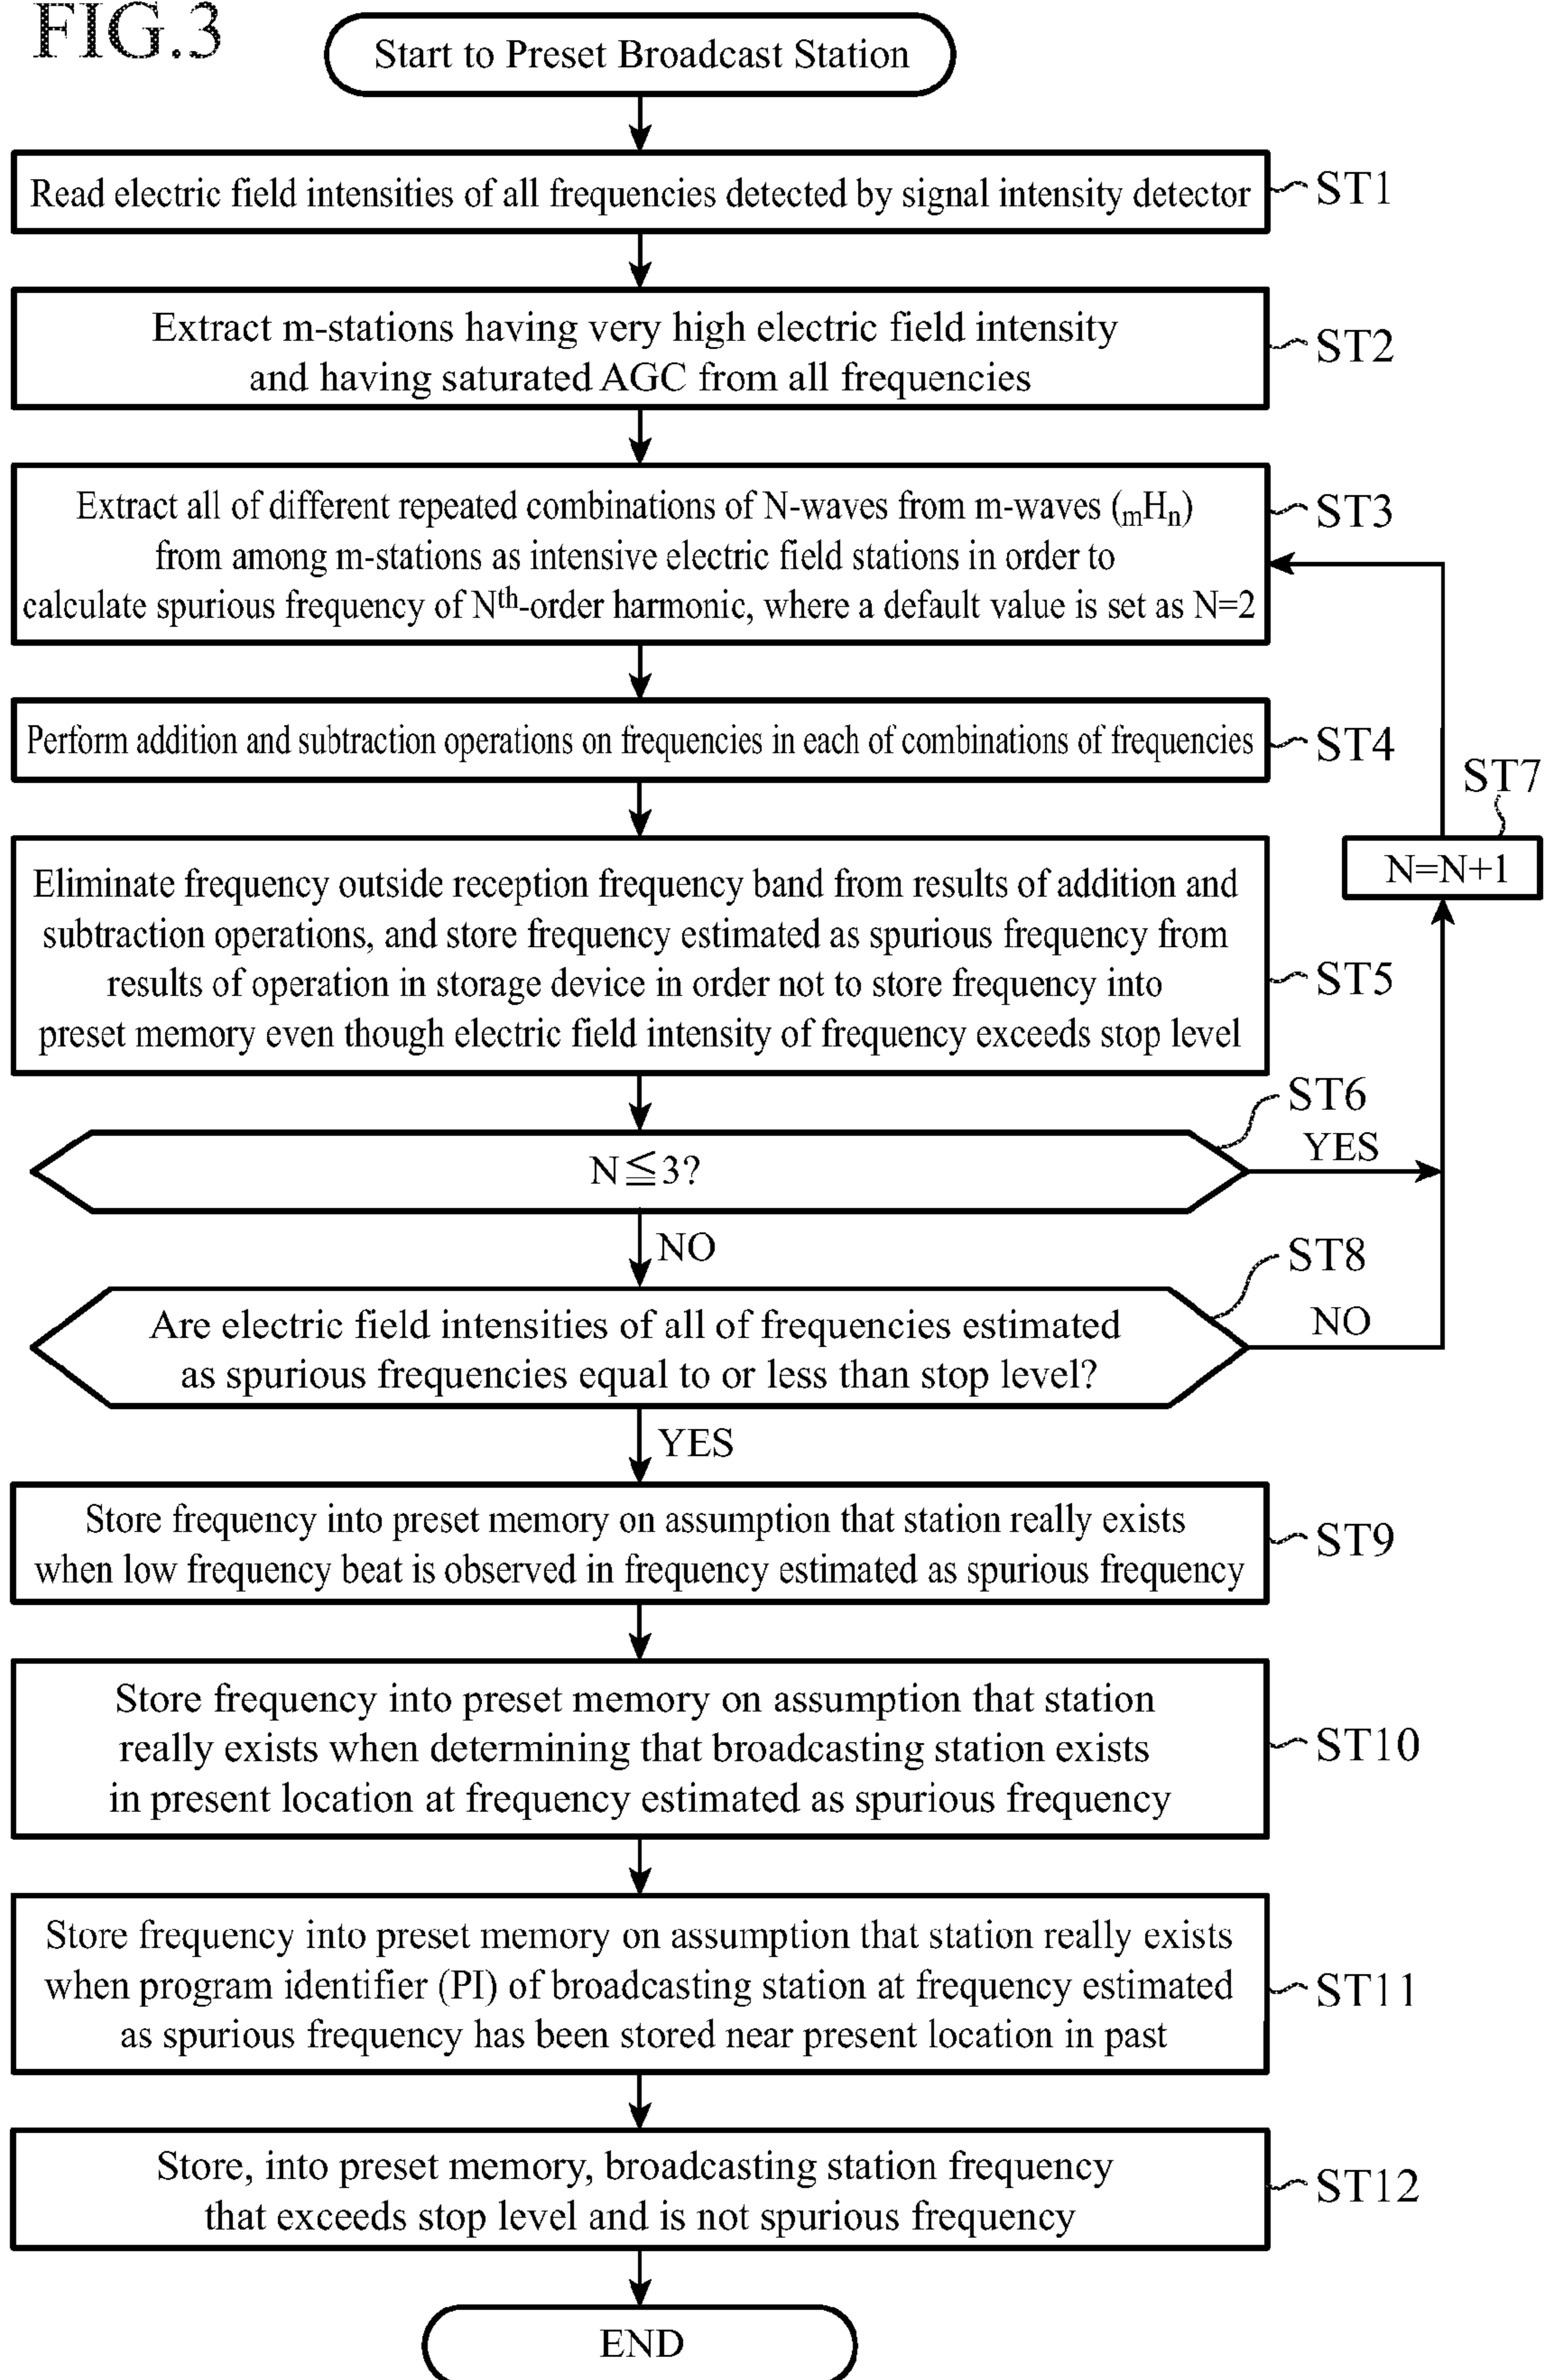 FIG.3
Start to Preset Broadcast Station
Read electric field intensities of all frequencies detected by signal intensity detector
ST1
Extract m-stations having very high electric field intensity
and having saturated AGC from all frequencies
ST2
Extract all of different repeated combinations of N-waves from m-waves (mHn)
from among m-stations as intensive electric field stations in order to
calculate spurious frequency of Nth-order harmonic, where a default value is set as N=2
ST3
Perform addition and subtraction operations on frequencies in each of combinations of frequencies
ST4
ST7
N=N+1
Eliminate frequency outside reception frequency band from results of addition and
subtraction operations, and store frequency estimated as spurious frequency from
results of operation in storage device in order not to store frequency into
preset memory even though electric field intensity of frequency exceeds stop level
ST5
ST6
N≦3?
YES
NO
ST8
Are electric field intensities of all of frequencies estimated
as spurious frequencies equal to or less than stop level?
NO
YES
Store frequency into preset memory on assumption that station really exists
when low frequency beat is observed in frequency estimated as spurious frequency
ST9
Store frequency into preset memory on assumption that station
really exists when determining that broadcasting station exists
in present location at frequency estimated as spurious frequency
ST10
Store frequency into preset memory on assumption that station really exists
when program identifier (PI) of broadcasting station at frequency estimated
as spurious frequency has been stored near present location in past
ST11
Store, into preset memory, broadcasting station frequency
that exceeds stop level and is not spurious frequency
ST12
END